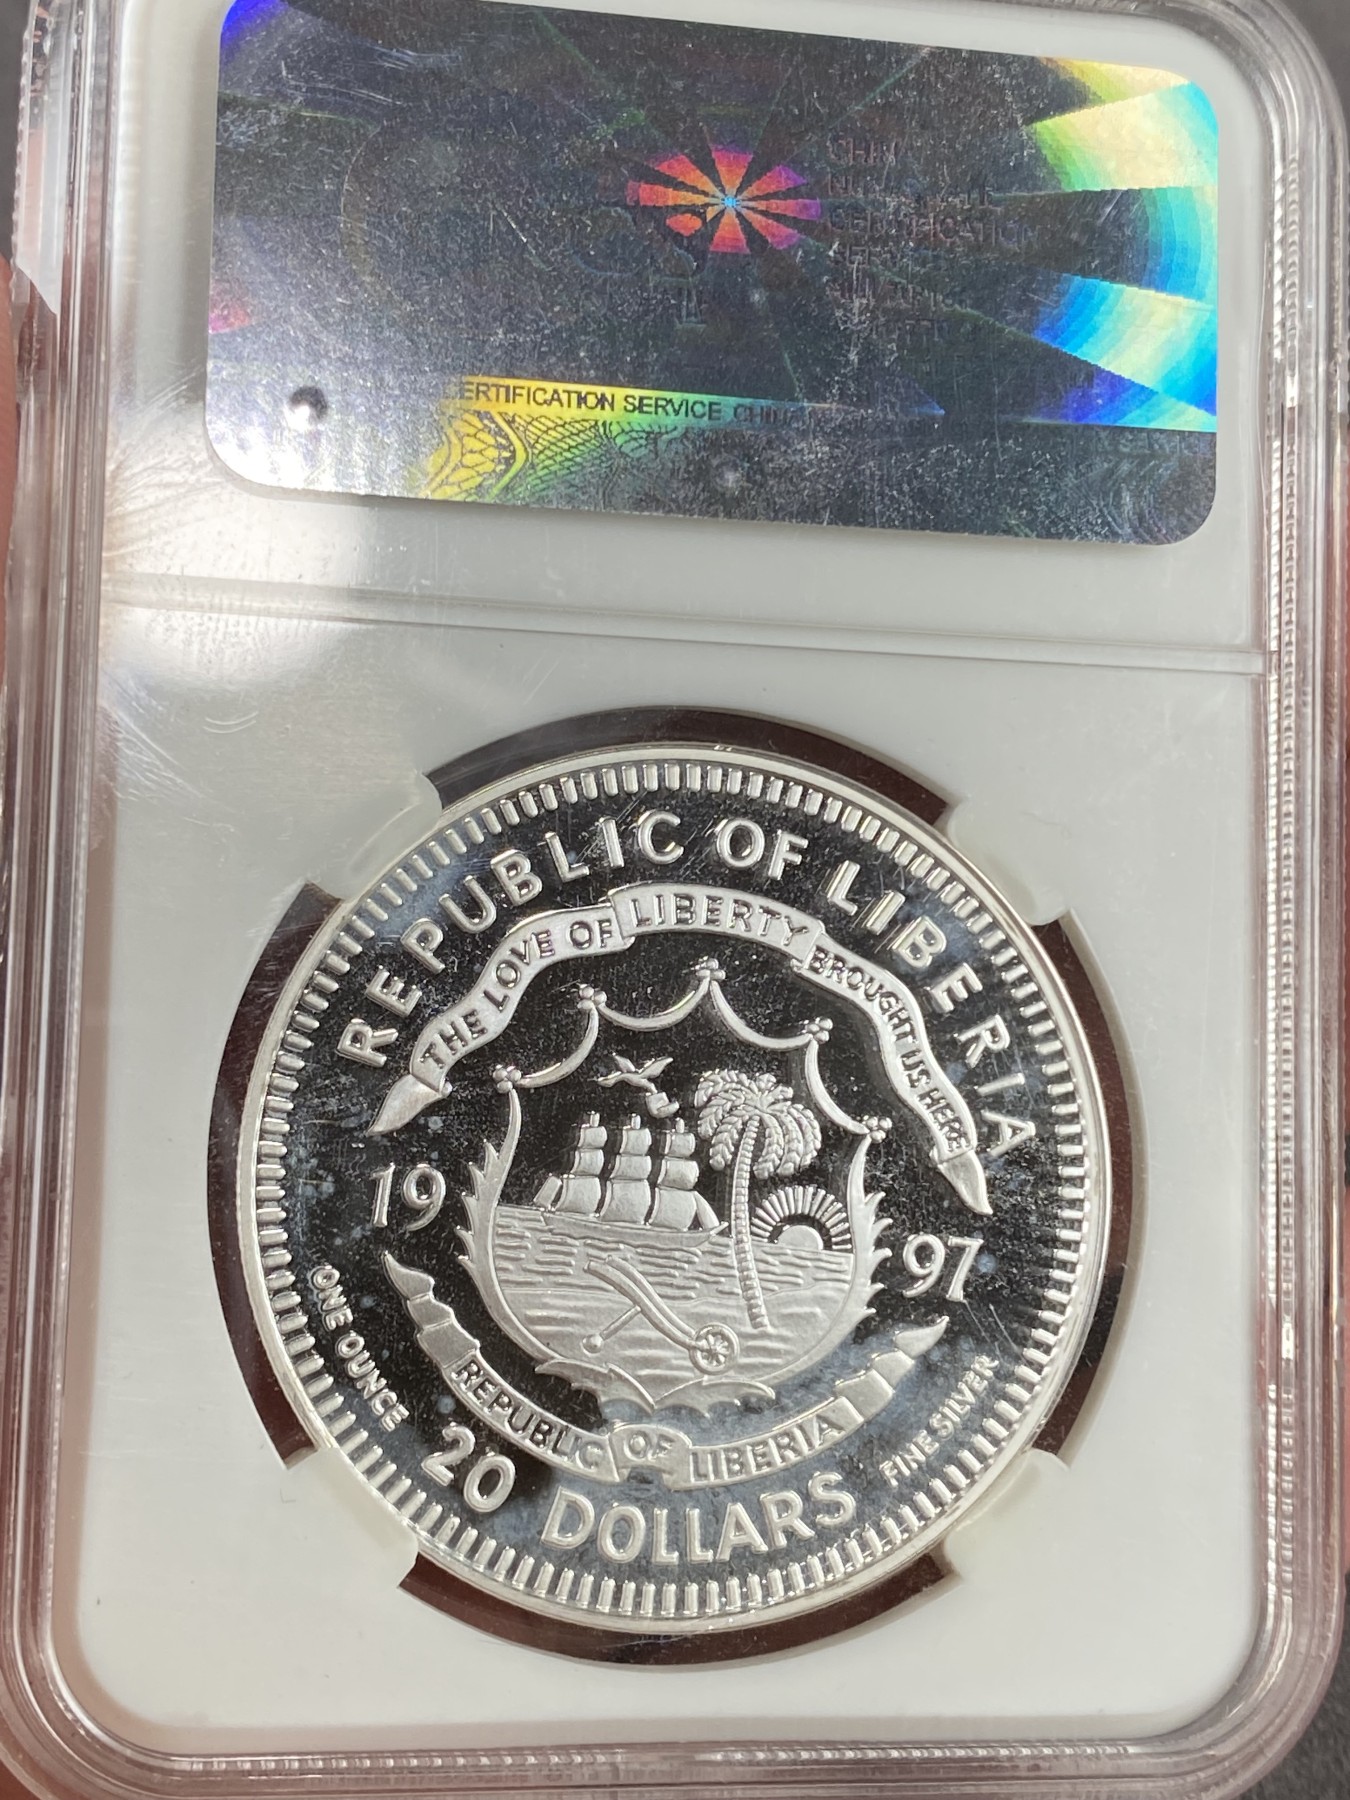 CERTIFICATION
ERTIFICATION SERVICE CHINA
REPUBLIC OF LIBERIA
THE LOVE OF LIBERTY BROUGHT US HERE
19 97
REPUBLIC OF LIBERIA
ONE OUNCE
20 DOLLARS
FINE SILVER